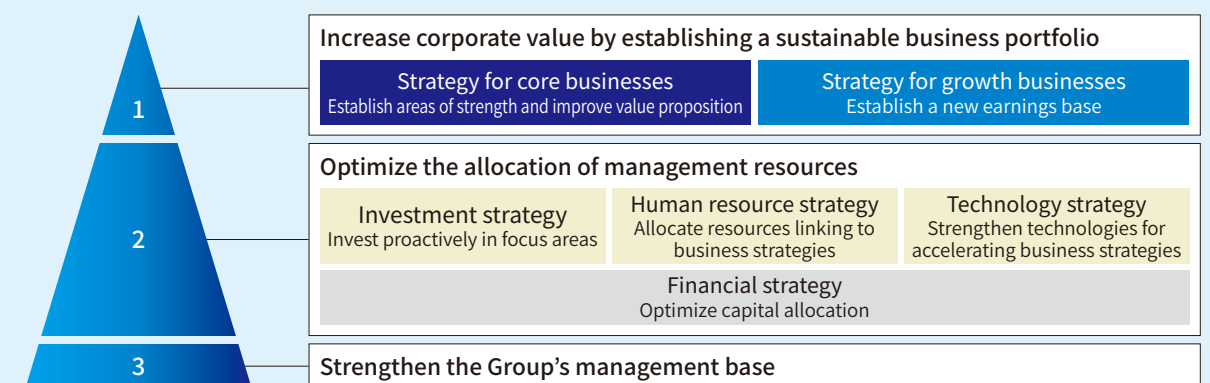 1
Increase corporate value by establishing a sustainable business portfolio
Strategy for core businesses
Establish areas of strength and improve value proposition
Strategy for growth businesses
Establish a new earnings base
2
Optimize the allocation of management resources
Investment strategy
Invest proactively in focus areas
Human resource strategy
Allocate resources linking to
business strategies
Technology strategy
Strengthen technologies for
accelerating business strategies
Financial strategy
Optimize capital allocation
3
Strengthen the Group’s management base